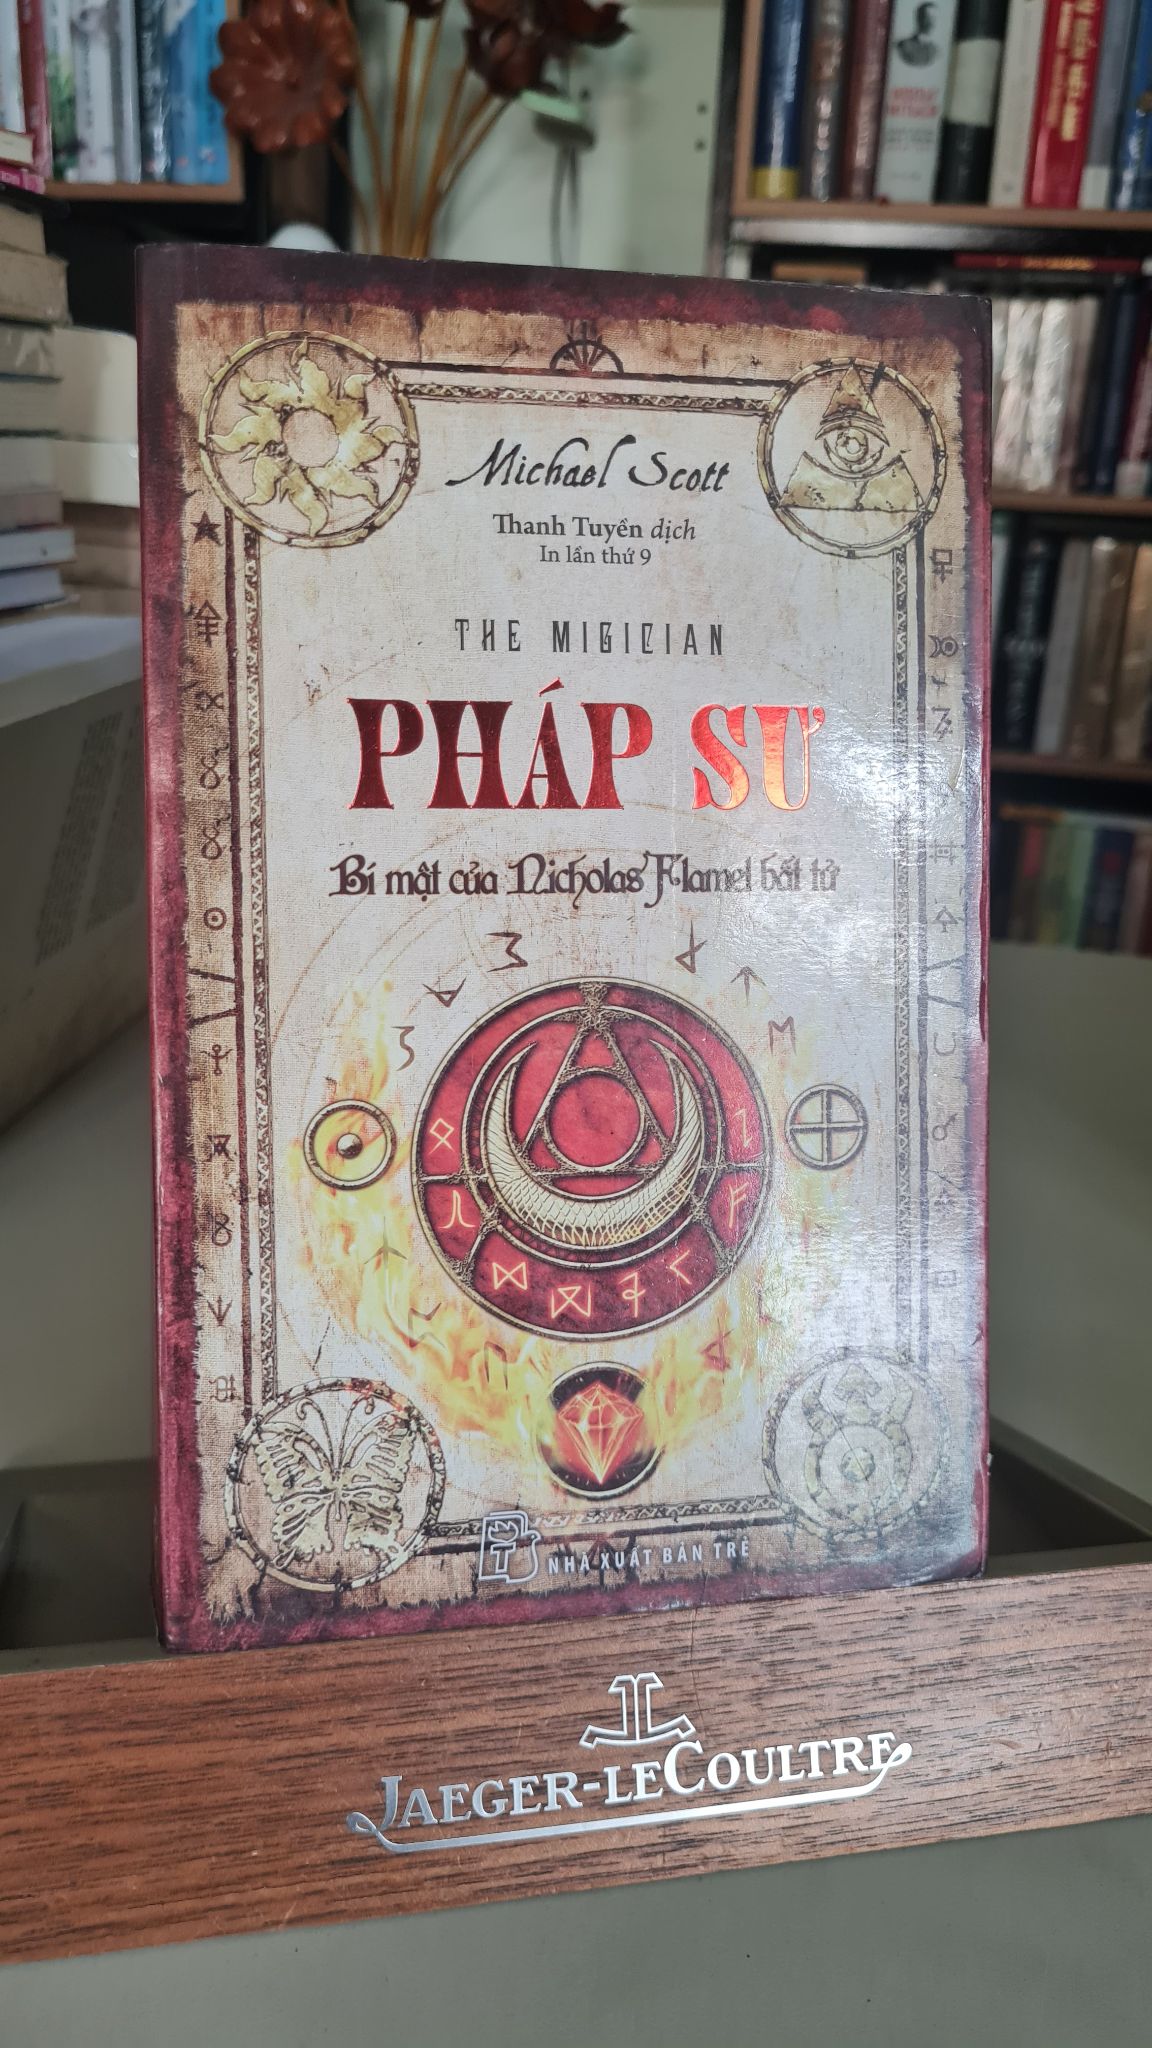 Michael Scott
Thanh Tuyền dịch
In lần thứ 9
THE MIGICIAN
PHÁP SƯ
Bí mật của Nicholas Flamel bất tử
NHÀ XUẤT BẢN TRẺ
JAEGER-LECOULTRE